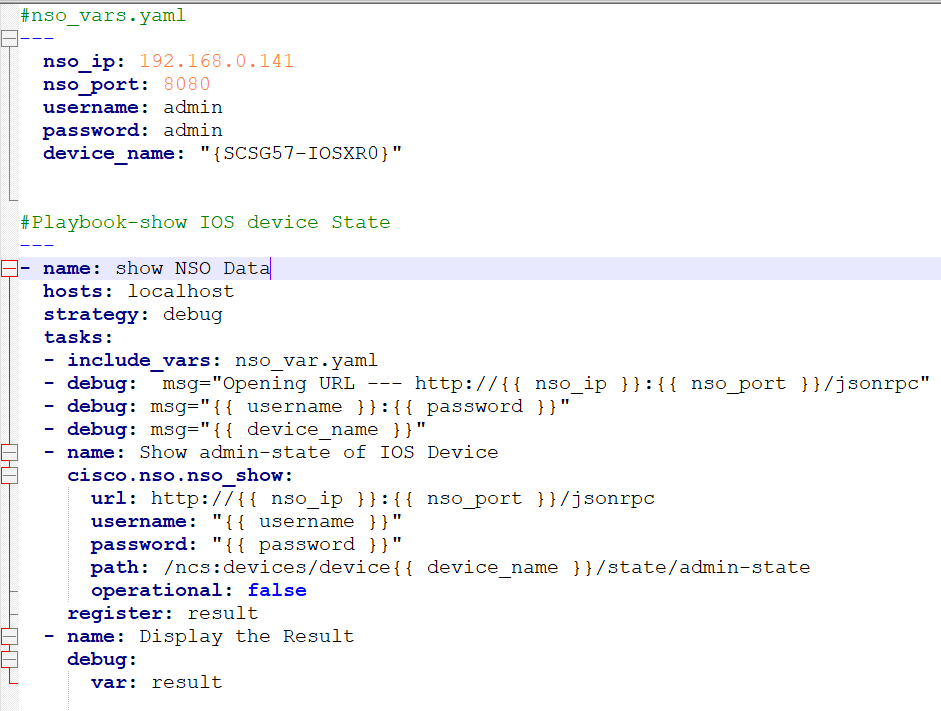 #nso_vars.yaml
---
  nso_ip: 192.168.0.141
  nso_port: 8080
  username: admin
  password: admin
  device_name: "{SCSG57-IOSXR0}"
#Playbook-show IOS device State
---
- name: show NSO Data
  hosts: localhost
  strategy: debug
  tasks:
  - include_vars: nso_var.yaml
  - debug:  msg="Opening URL --- http://{{ nso_ip }}:{{ nso_port }}/jsonrpc"
  - debug: msg="{{ username }}:{{ password }}"
  - debug: msg="{{ device_name }}"
  - name: Show admin-state of IOS Device
    cisco.nso.nso_show:
      url: http://{{ nso_ip }}:{{ nso_port }}/jsonrpc
      username: "{{ username }}"
      password: "{{ password }}"
      path: /ncs:devices/device{{ device_name }}/state/admin-state
      operational: false
    register: result
  - name: Display the Result
    debug:
      var: result